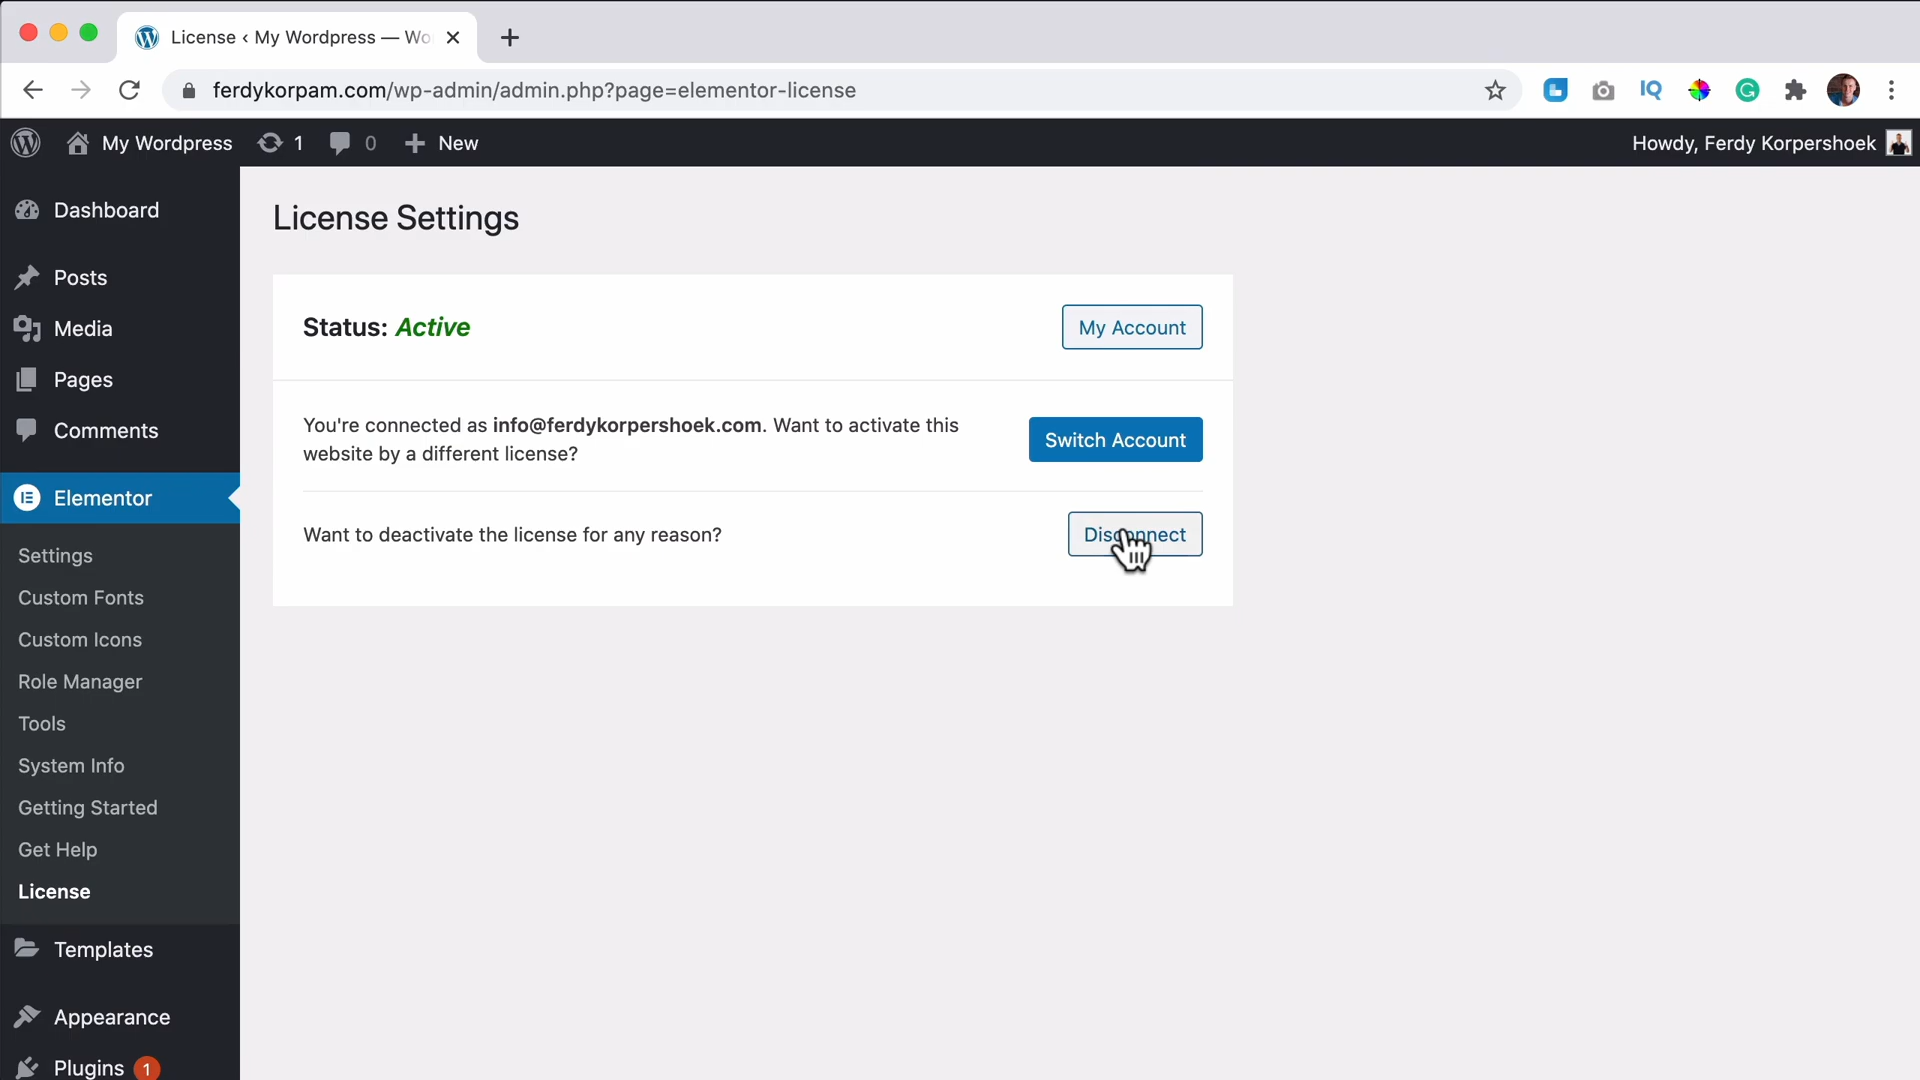 License ‹ My Wordpress — Wo
ferdykorpam.com/wp-admin/admin.php?page=elementor-license
My Wordpress 1 0 New
Howdy, Ferdy Korpershoek
Dashboard
Posts
Media
Pages
Comments
Elementor
Settings
Custom Fonts
Custom Icons
Role Manager
Tools
System Info
Getting Started
Get Help
License
Templates
Appearance
Plugins 1
License Settings
Status: Active
My Account
You're connected as info@ferdykorpershoek.com. Want to activate this
website by a different license?
Switch Account
Want to deactivate the license for any reason?
Disconnect
IQ